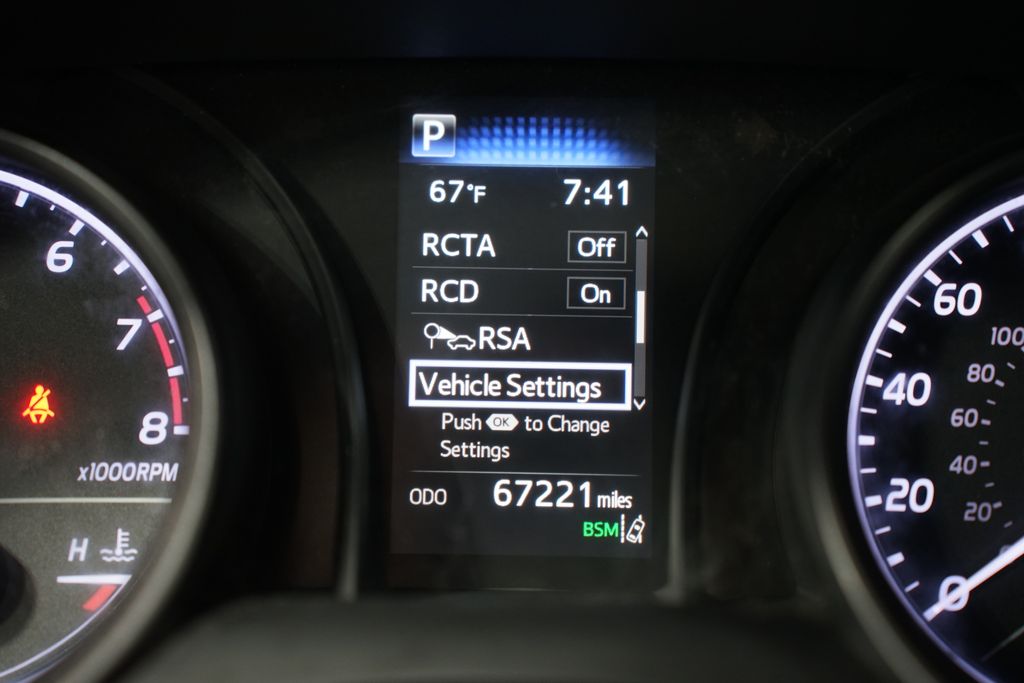 P
67°F 7:41
RCTA Off
RCD On
RSA
Vehicle Settings
Push OK to Change
Settings
ODO 67221 miles
BSM
6
7
8
x1000RPM
H
60
40
20
0
100
80
60
40
20